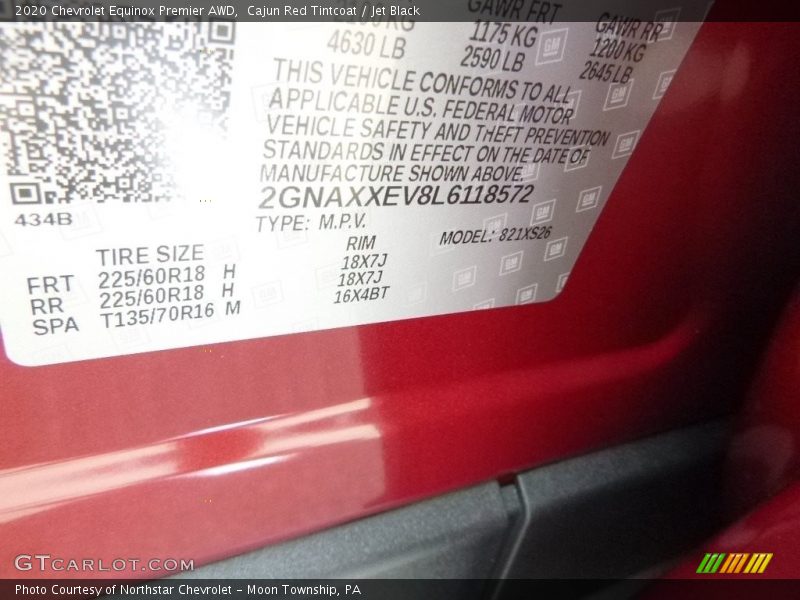 2020 Chevrolet Equinox Premier AWD, Cajun Red Tintcoat / Jet Black
GAWR FRT GAWR RR
1175 KG 1200 KG
4630 LB 2590 LB 2645 LB
THIS VEHICLE CONFORMS TO ALL
APPLICABLE U.S. FEDERAL MOTOR
VEHICLE SAFETY AND THEFT PREVENTION
STANDARDS IN EFFECT ON THE DATE OF
MANUFACTURE SHOWN ABOVE.
2GNAXXEV8L6118572
434B
TYPE: M.P.V. MODEL: 821XS26
TIRE SIZE RIM
FRT 225/60R18 H 18X7J
RR 225/60R18 H 18X7J
SPA T135/70R16 M 16X4BT
GTCARLOT.COM
Photo Courtesy of Northstar Chevrolet - Moon Township, PA